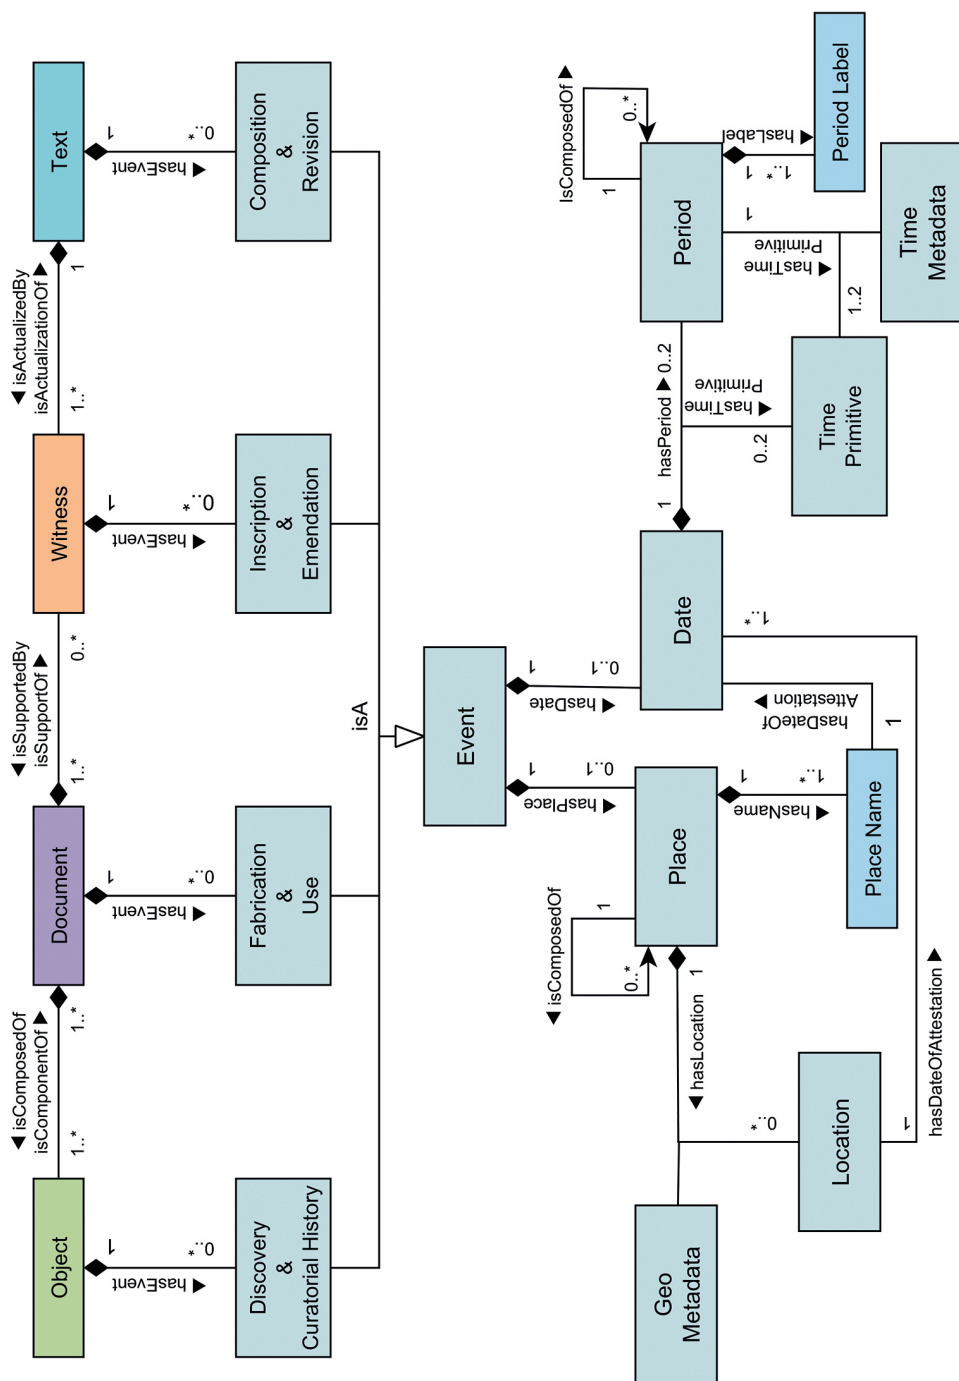 Object
◀ isComposedOf
isComponentOf ▶
1..*
1..*
Document
◀ isSupportedBy
isSupportOf ▶
1..*
0..*
Witness
◀ isActualizedBy
isActualizationOf ▶
1..*
1
Text
1
0..*
hasEvent ▶
1
0..*
hasEvent ▶
1
0..*
hasEvent ▶
1
0..*
hasEvent ▶
Discovery
&
Curatorial History
Fabrication
&
Use
Inscription
&
Emendation
Composition
&
Revision
isA
Event
1
0..1
hasPlace ▶
1
0..1
hasDate ▶
◀ isComposedOf
1
0..*
Place
1
◀ hasLocation
Geo
Metadata
0..*
Location
1
hasDateOfAttestation ▶
1
1..*
hasName ▶
Place Name
1
hasDateOf
Attestation ▶
1..*
Date
1
hasPeriod ▶
0..2
hasTime ▶
Primitive
0..2
Time
Primitive
IsComposedOf ▶
1
0..*
Period
1
1..*
hasLabel ▶
Period Label
1
hasTime ▶
Primitive
1..2
Time
Metadata